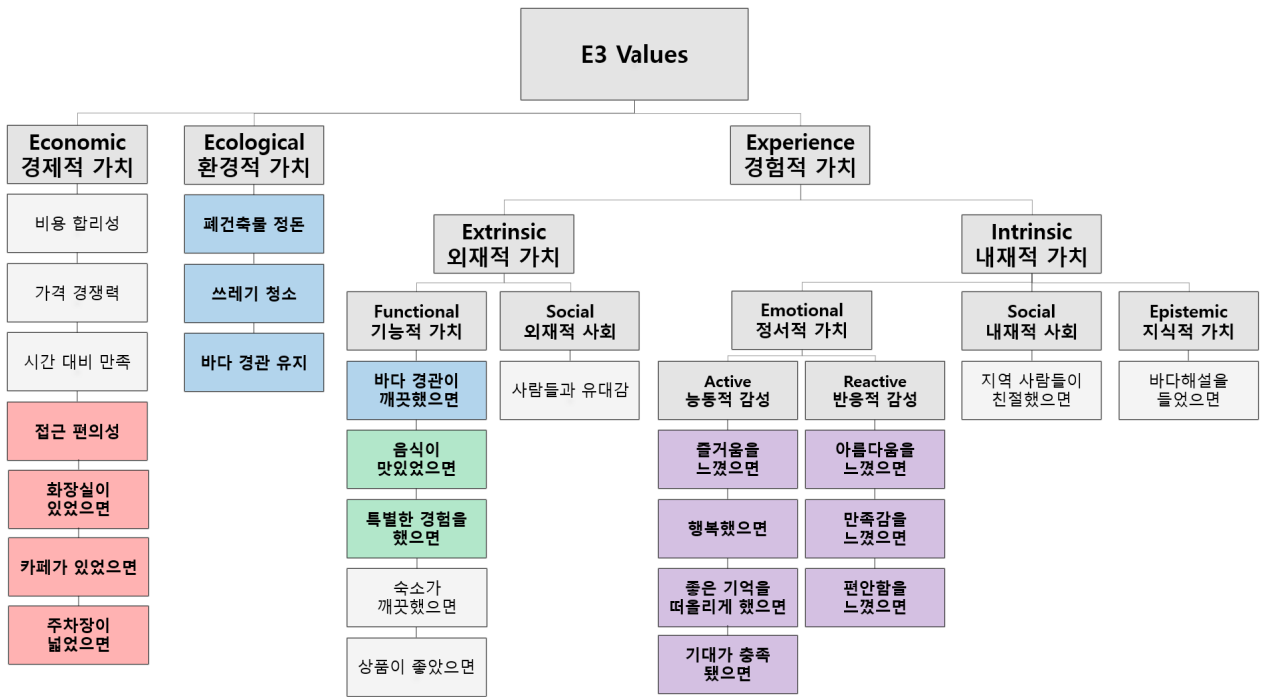 E3 Values
Economic
경제적 가치
비용 합리성
가격 경쟁력
시간 대비 만족
접근 편의성
화장실이
있었으면
카페가 있었으면
주차장이
넓었으면
Ecological
환경적 가치
폐건축물 정돈
쓰레기 청소
바다 경관 유지
Experience
경험적 가치
Extrinsic
외재적 가치
Functional
기능적 가치
바다 경관이
깨끗했으면
음식이
맛있었으면
특별한 경험을
했으면
숙소가
깨끗했으면
상품이 좋았으면
Social
외재적 사회
사람들과 유대감
Intrinsic
내재적 가치
Emotional
정서적 가치
Active
능동적 감성
즐거움을
느꼈으면
행복했으면
좋은 기억을
떠올리게 했으면
기대가 충족
됐으면
Reactive
반응적 감성
아름다움을
느꼈으면
만족감을
느꼈으면
편안함을
느꼈으면
Social
내재적 사회
지역 사람들이
친절했으면
Epistemic
지식적 가치
바다해설을
들었으면